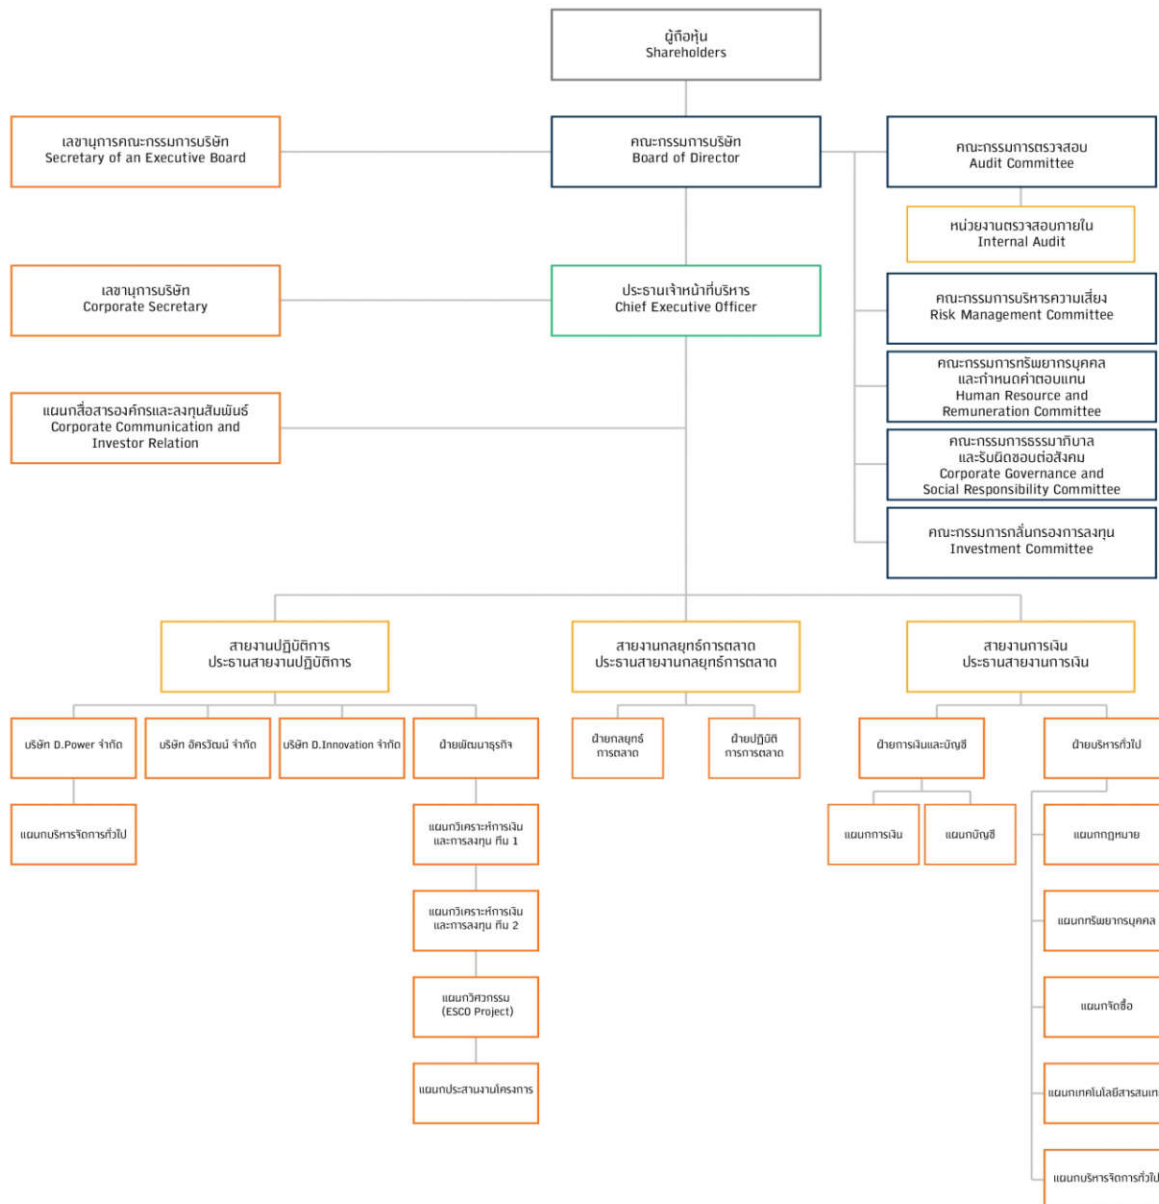 ผู้ถือหุ้น
Shareholders
เลขานุการคณะกรรมการบริษัท
Secretary of an Executive Board
คณะกรรมการบริษัท
Board of Director
คณะกรรมการตรวจสอบ
Audit Committee
หน่วยงานตรวจสอบภายใน
Internal Audit
เลขานุการบริษัท
Corporate Secretary
ประธานเจ้าหน้าที่บริหาร
Chief Executive Officer
คณะกรรมการบริหารความเสี่ยง
Risk Management Committee
คณะกรรมการทรัพยากรบุคคล
และกำหนดค่าตอบแทน
Human Resource and
Remuneration Committee
แผนกสื่อสารองค์กรและลงทุนสัมพันธ์
Corporate Communication and
Investor Relation
คณะกรรมการธรรมาภิบาล
และรับผิดชอบต่อสังคม
Corporate Governance and
Social Responsibility Committee
คณะกรรมการกลั่นกรองการลงทุน
Investment Committee
สายงานปฏิบัติการ
ประธานสายงานปฏิบัติการ
สายงานกลยุทธ์การตลาด
ประธานสายงานกลยุทธ์การตลาด
สายงานการเงิน
ประธานสายงานการเงิน
บริษัท D.Power จำกัด
บริษัท อัครวัฒน์ จำกัด
บริษัท D.Innovation จำกัด
ฝ่ายพัฒนาธุรกิจ
ฝ่ายกลยุทธ์
การตลาด
ฝ่ายปฏิบัติ
การการตลาด
ฝ่ายการเงินและบัญชี
ฝ่ายบริหารทั่วไป
แผนกบริหารจัดการทั่วไป
แผนกวิเคราะห์การเงิน
และการลงทุน ทีม 1
แผนกการเงิน
แผนกบัญชี
แผนกกฎหมาย
แผนกวิเคราะห์การเงิน
และการลงทุน ทีม 2
แผนกทรัพยากรบุคคล
แผนกวิศวกรรม
(ESCO Project)
แผนกจัดซื้อ
แผนกประสานงานโครงการ
แผนกเทคโนโลยีสารสนเทศ
แผนกบริหารจัดการทั่วไป